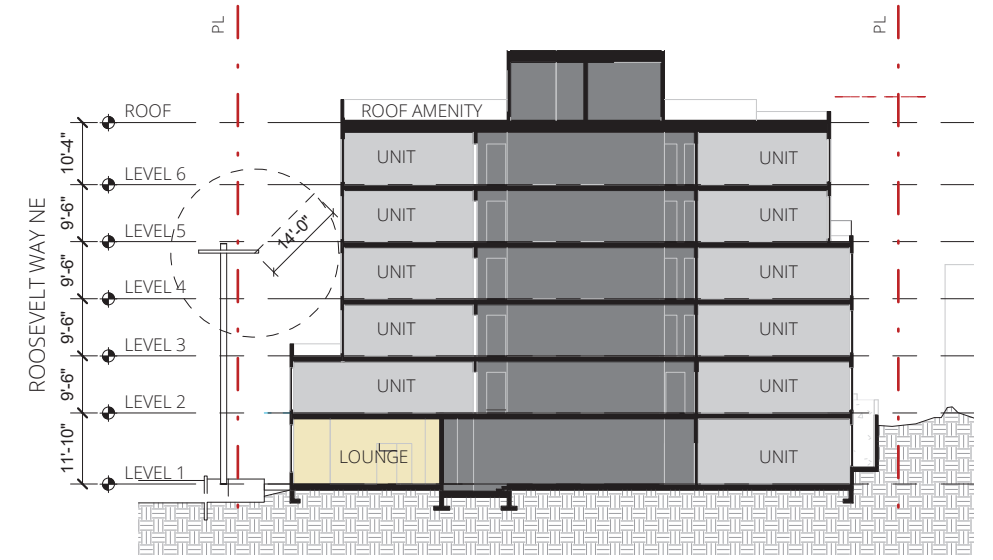 PL
PL
ROOF
ROOF AMENITY
10'-4"
UNIT
UNIT
LEVEL 6
9'-6"
UNIT
UNIT
LEVEL 5
14'-0"
9'-6"
UNIT
UNIT
LEVEL 4
ROOSEVELT WAY NE
9'-6"
UNIT
UNIT
LEVEL 3
9'-6"
UNIT
UNIT
LEVEL 2
11'-10"
LOUNGE
UNIT
LEVEL 1